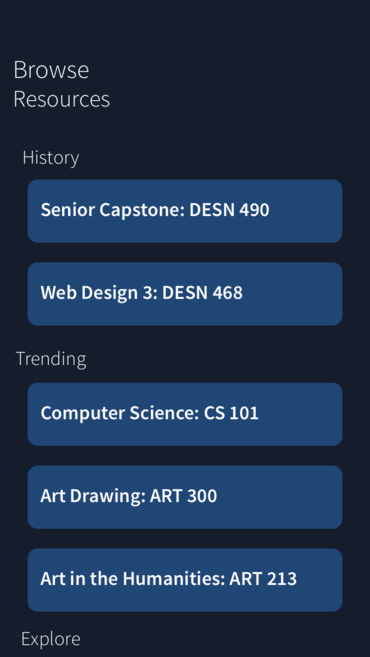 Browse
Resources
History
Senior Capstone: DESN 490
Web Design 3: DESN 468
Trending
Computer Science: CS 101
Art Drawing: ART 300
Art in the Humanities: ART 213
Explore